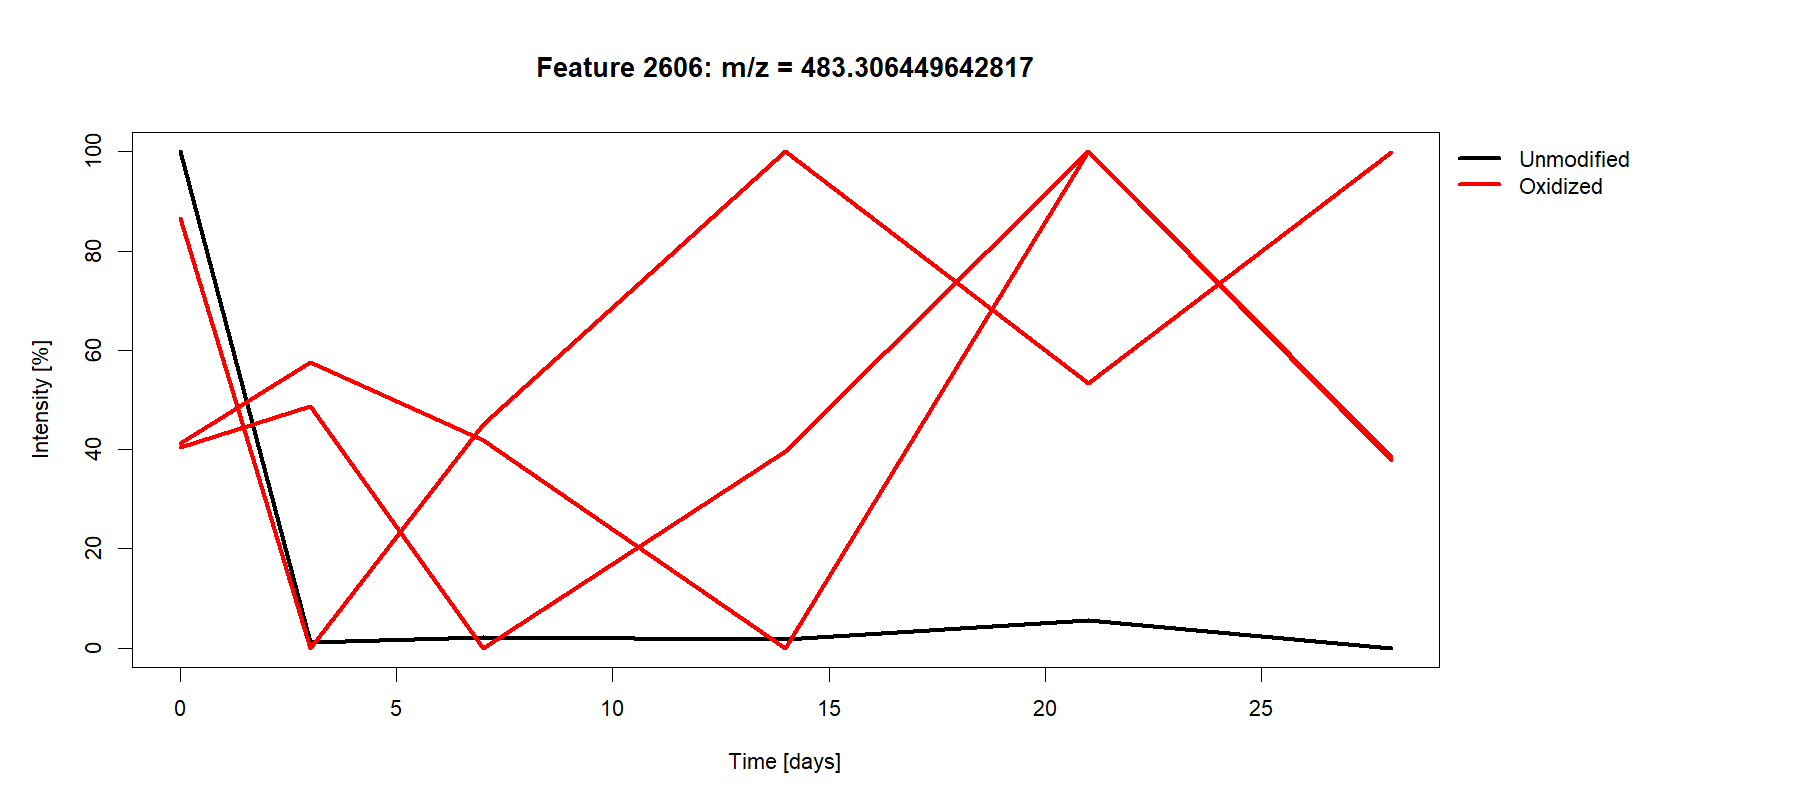 Feature 2606: m/z = 483.306449642817
Unmodified
Oxidized
Intensity [%]
100
80
60
40
20
0
0 5 10 15 20 25
Time [days]